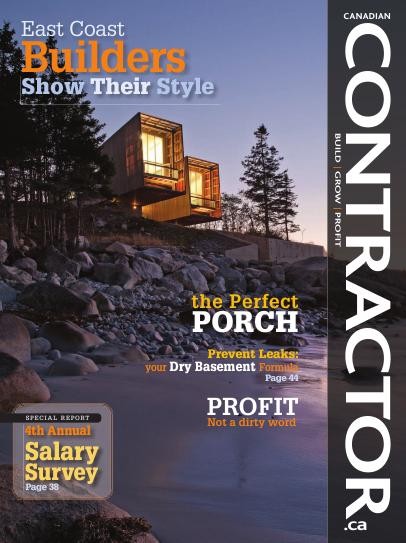 East Coast
Builders
Show Their Style
CANADIAN
CONTRACTOR
.ca
BUILD | GROW | PROFIT
the Perfect
PORCH
Prevent Leaks:
your Dry Basement Formula
Page 44
PROFIT
Not a dirty word
SPECIAL REPORT
4th Annual
Salary
Survey
Page 38